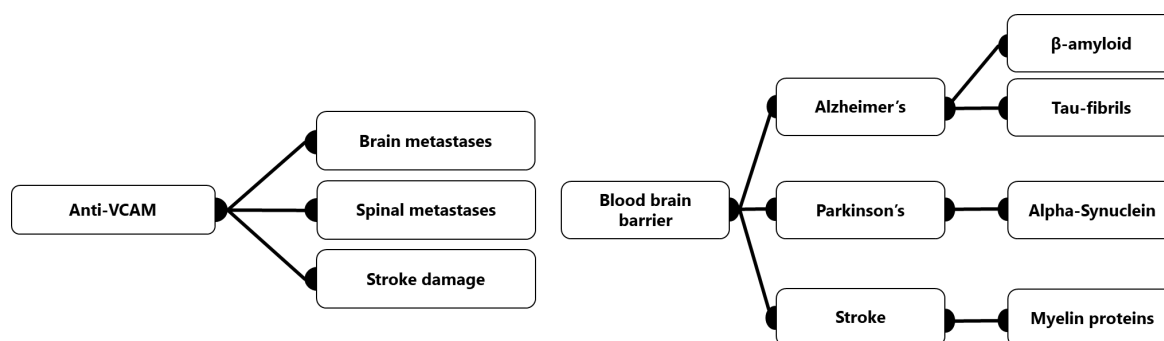 Anti-VCAM
Brain metastases
Spinal metastases
Stroke damage
Blood brain
barrier
Alzheimer’s
β-amyloid
Tau-fibrils
Parkinson’s
Alpha-Synuclein
Stroke
Myelin proteins